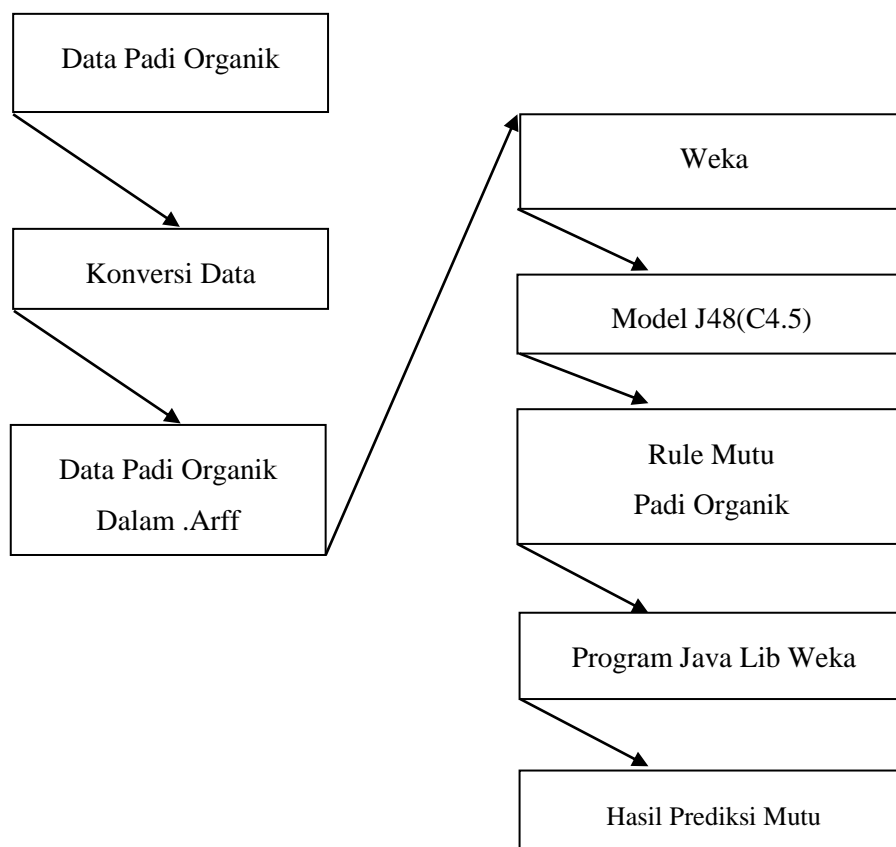 Data Padi Organik
Konversi Data
Data Padi Organik
Dalam .Arff
Weka
Model J48(C4.5)
Rule Mutu
Padi Organik
Program Java Lib Weka
Hasil Prediksi Mutu